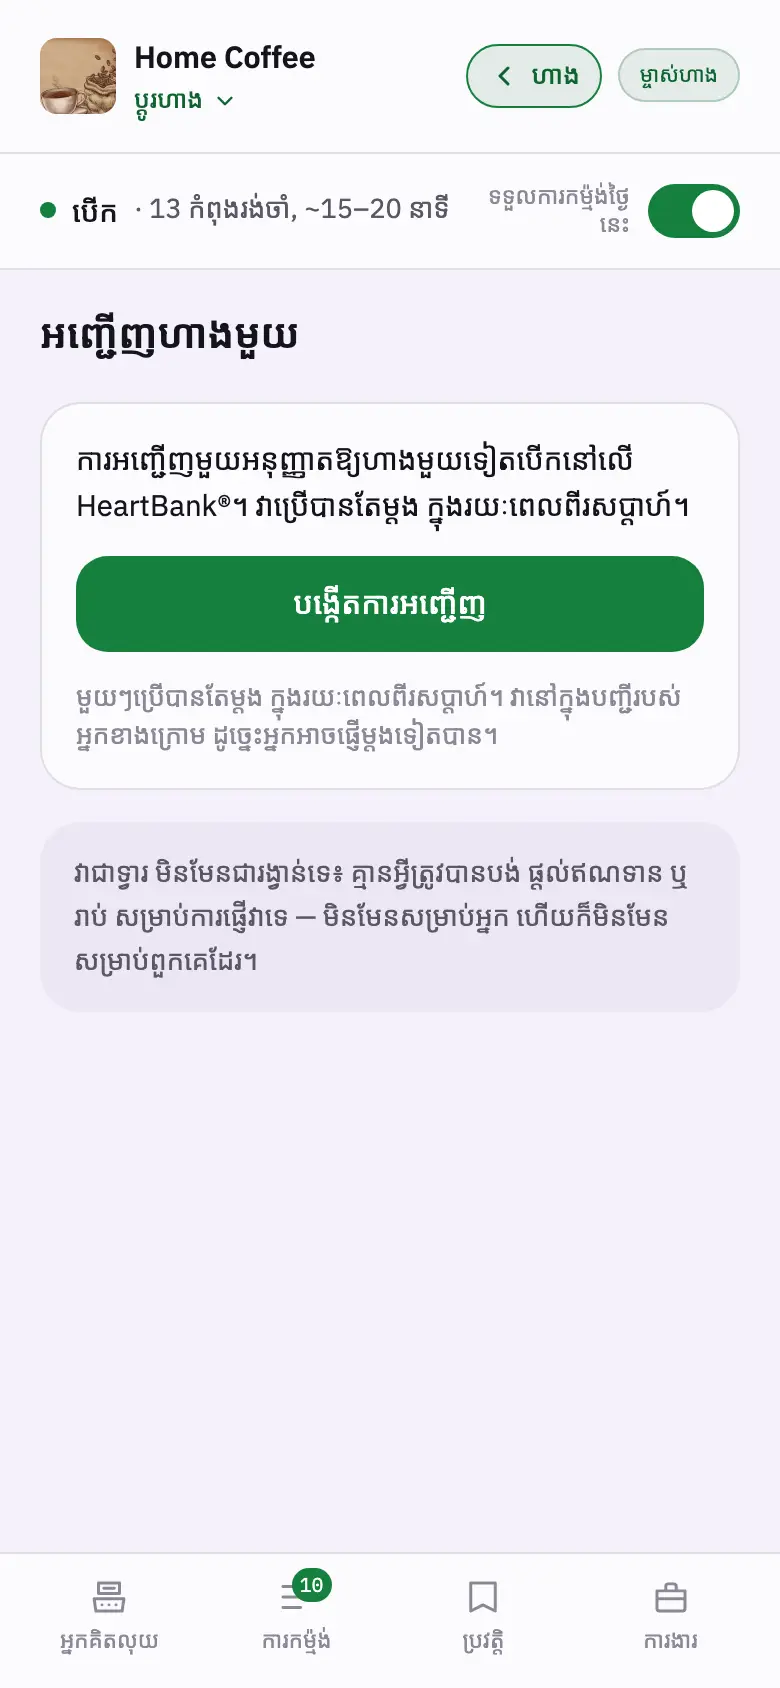 Home Coffee
ប្ដូរហាង
ហាង
ម្ចាស់ហាង
បើក · 13 កំពុងរង់ចាំ, ~15–20 នាទី
ទទួលការកម្ម៉ង់ថ្ងៃ
នេះ
អញ្ជើញហាងមួយ
ការអញ្ជើញមួយអនុញ្ញាតឱ្យហាងមួយទៀតបើកនៅលើ
HeartBank®។ វាប្រើបានតែម្ដង ក្នុងរយៈពេលពីរសប្ដាហ៍។
បង្កើតការអញ្ជើញ
មួយៗប្រើបានតែម្ដង ក្នុងរយៈពេលពីរសប្ដាហ៍។ វានៅក្នុងបញ្ជីរបស់
អ្នកខាងក្រោម ដូច្នេះអ្នកអាចផ្ញើម្ដងទៀតបាន។
វាជាទ្វារ មិនមែនជារង្វាន់ទេ៖ គ្មានអ្វីត្រូវបានបង់ ផ្ដល់ឥណទាន ឬ
រាប់ សម្រាប់ការផ្ញើវាទេ — មិនមែនសម្រាប់អ្នក ហើយក៏មិនមែន
សម្រាប់ពួកគេដែរ។
10
អ្នកគិតលុយ
ការកម្ម៉ង់
ប្រវត្តិ
ការងារ